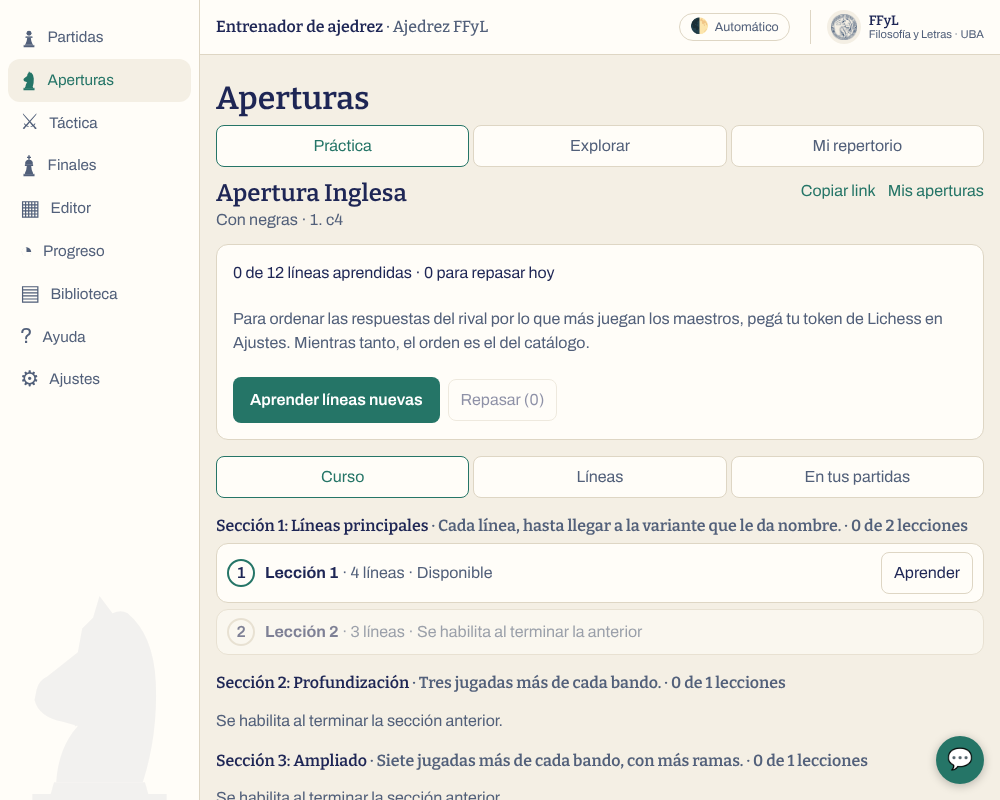 Partidas
Aperturas
Táctica
Finales
Editor
Progreso
Biblioteca
? Ayuda
Ajustes
Entrenador de ajedrez · Ajedrez FFyL
Automático
FFyL
Filosofía y Letras · UBA
Aperturas
Práctica
Explorar
Mi repertorio
Apertura Inglesa
Copiar link
Mis aperturas
Con negras · 1. c4
0 de 12 líneas aprendidas · 0 para repasar hoy
Para ordenar las respuestas del rival por lo que más juegan los maestros, pegá tu token de Lichess en
Ajustes. Mientras tanto, el orden es el del catálogo.
Aprender líneas nuevas
Repasar (0)
Curso
Líneas
En tus partidas
Sección 1: Líneas principales · Cada línea, hasta llegar a la variante que le da nombre. · 0 de 2 lecciones
1 Lección 1 · 4 líneas · Disponible
Aprender
2 Lección 2 · 3 líneas · Se habilita al terminar la anterior
Sección 2: Profundización · Tres jugadas más de cada bando. · 0 de 1 lecciones
Se habilita al terminar la sección anterior.
Sección 3: Ampliado · Siete jugadas más de cada bando, con más ramas. · 0 de 1 lecciones
Se habilita al terminar la sección anterior.